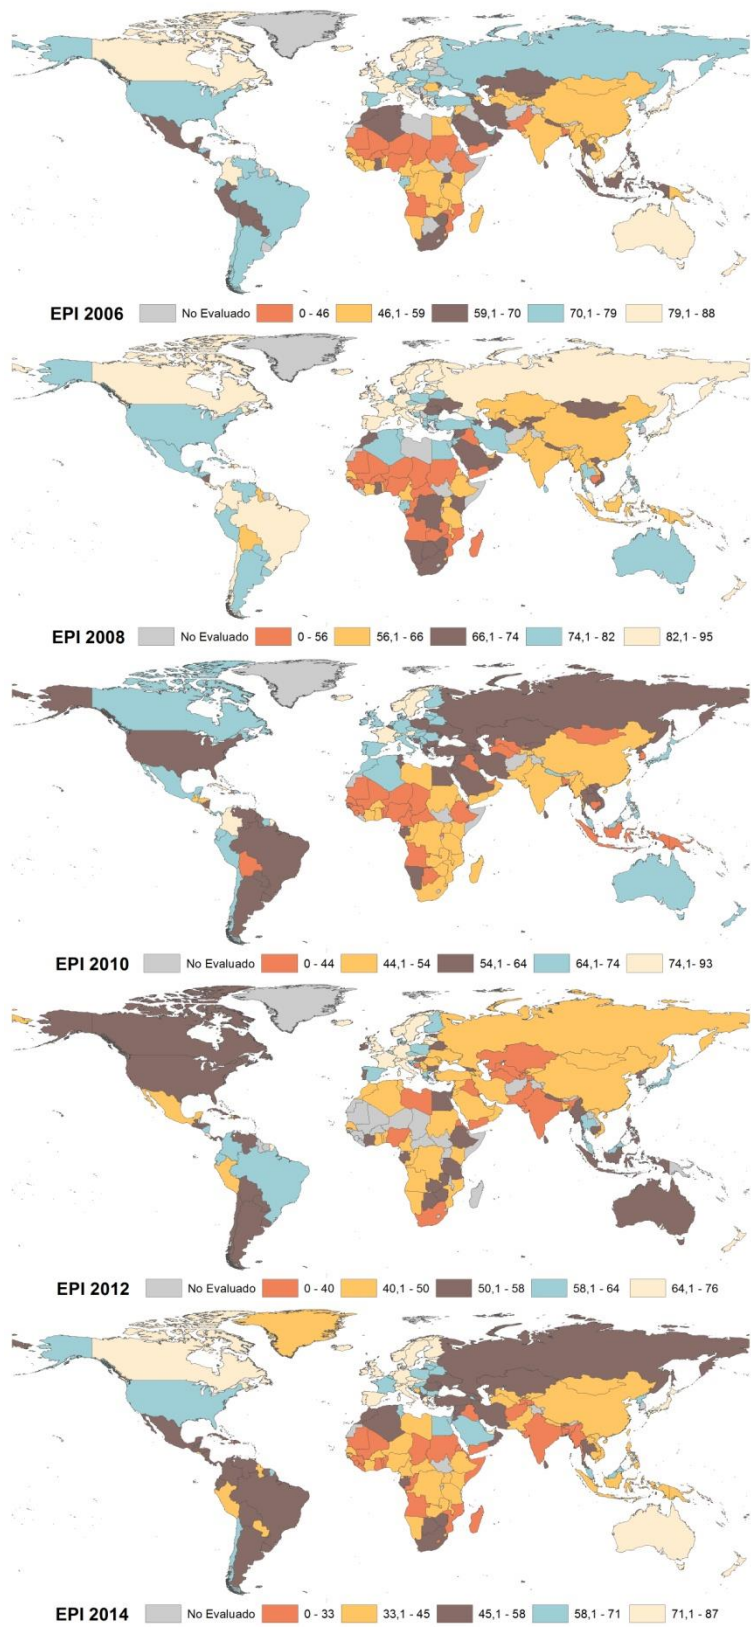 EPI 2006 No Evaluado 0 - 46 46,1 - 59 59,1 - 70 70,1 - 79 79,1 - 88
EPI 2008 No Evaluado 0 - 56 56,1 - 66 66,1 - 74 74,1 - 82 82,1 - 95
EPI 2010 No Evaluado 0 - 44 44,1 - 54 54,1 - 64 64,1 - 74 74,1- 93
EPI 2012 No Evaluado 0 - 40 40,1 - 50 50,1 - 58 58,1 - 64 64,1 - 76
EPI 2014 No Evaluado 0 - 33 33,1 - 45 45,1 - 58 58,1 - 71 71,1 - 87